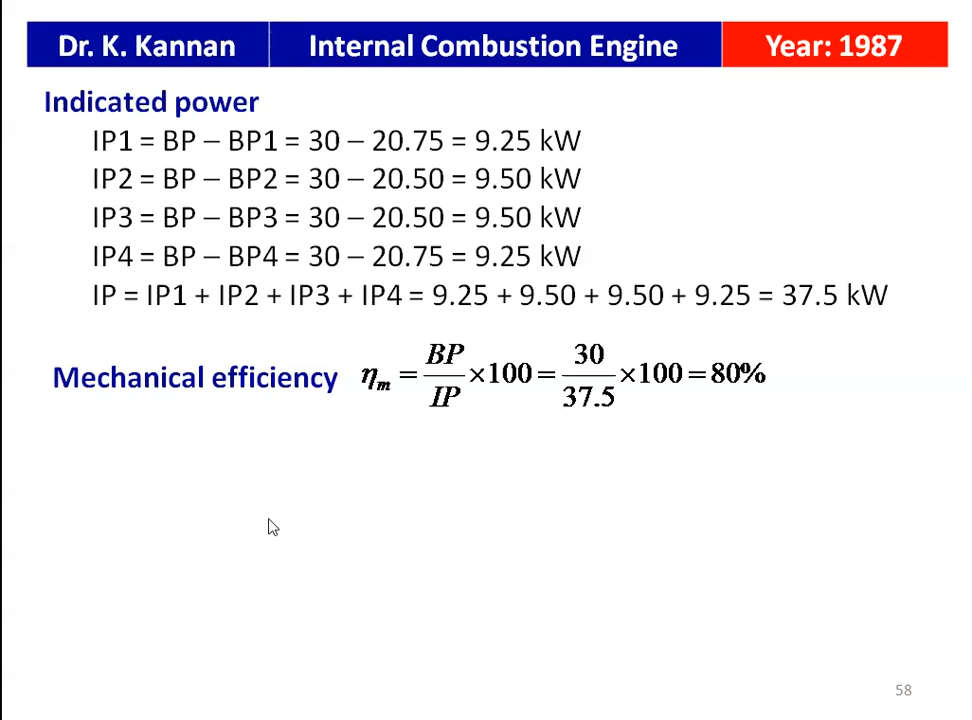 Dr. K. Kannan Internal Combustion Engine Year: 1987
Indicated power
IP1 = BP – BP1 = 30 – 20.75 = 9.25 kW
IP2 = BP – BP2 = 30 – 20.50 = 9.50 kW
IP3 = BP – BP3 = 30 – 20.50 = 9.50 kW
IP4 = BP – BP4 = 30 – 20.75 = 9.25 kW
IP = IP1 + IP2 + IP3 + IP4 = 9.25 + 9.50 + 9.50 + 9.25 = 37.5 kW
Mechanical efficiency ηm = BP/IP ×100 = 30/37.5 ×100 = 80%
58